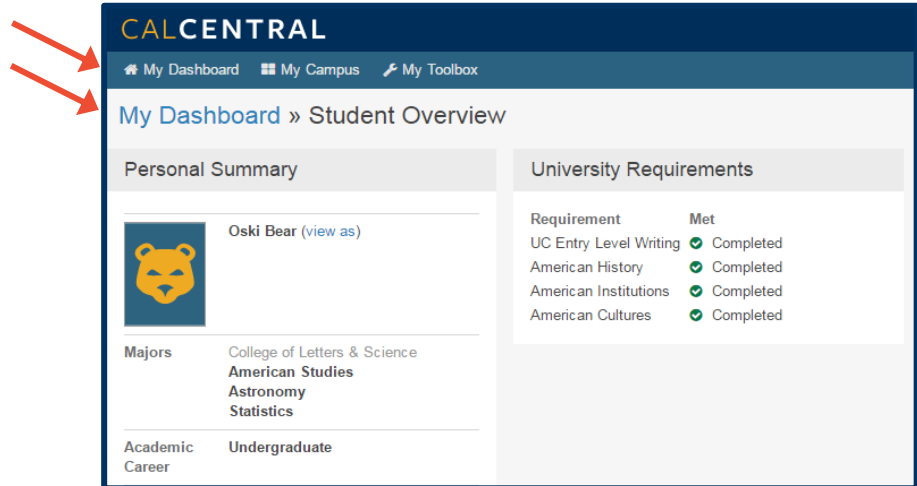 CALCENTRAL
My Dashboard My Campus My Toolbox
My Dashboard » Student Overview
Personal Summary
Oski Bear (view as)
Majors College of Letters & Science
American Studies
Astronomy
Statistics
Academic Career Undergraduate
University Requirements
Requirement Met
UC Entry Level Writing Completed
American History Completed
American Institutions Completed
American Cultures Completed